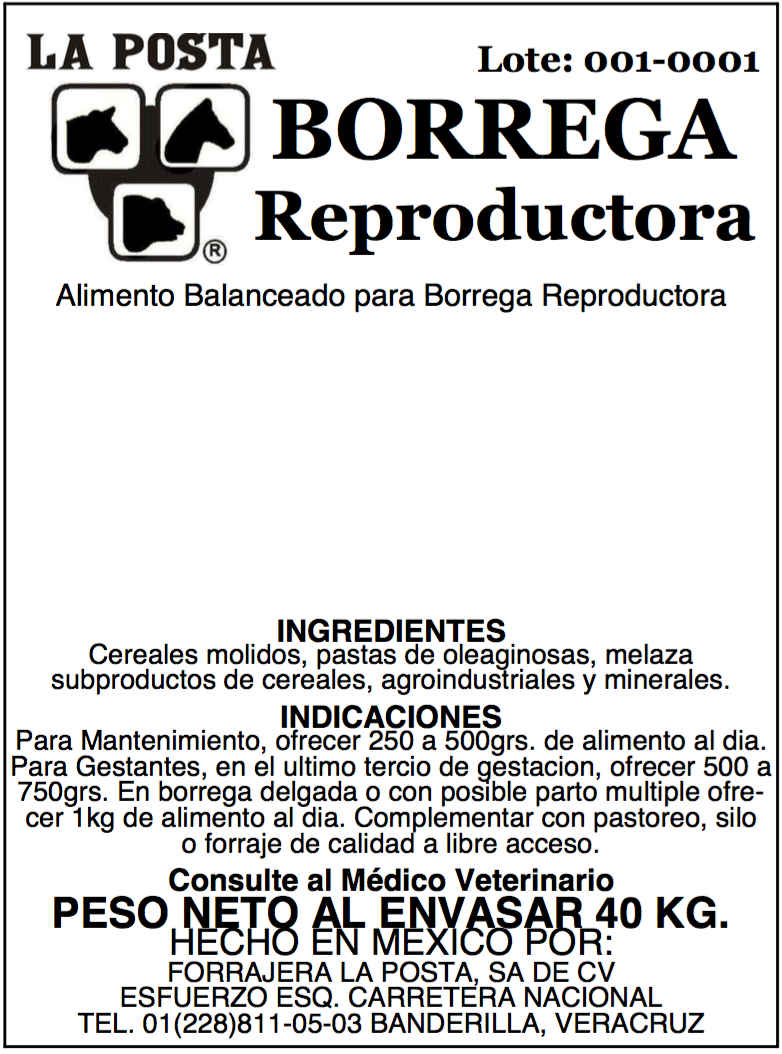 LA POSTA
Lote: 001-0001
BORREGA
Reproductora
®
Alimento Balanceado para Borrega Reproductora
INGREDIENTES
Cereales molidos, pastas de oleaginosas, melaza
subproductos de cereales, agroindustriales y minerales.
INDICACIONES
Para Mantenimiento, ofrecer 250 a 500grs. de alimento al dia.
Para Gestantes, en el ultimo tercio de gestacion, ofrecer 500 a
750grs. En borrega delgada o con posible parto multiple ofre-
cer 1kg de alimento al dia. Complementar con pastoreo, silo
o forraje de calidad a libre acceso.
Consulte al Médico Veterinario
PESO NETO AL ENVASAR 40 KG.
HECHO EN MEXICO POR:
FORRAJERA LA POSTA, SA DE CV
ESFUERZO ESQ. CARRETERA NACIONAL
TEL. 01(228)811-05-03 BANDERILLA, VERACRUZ